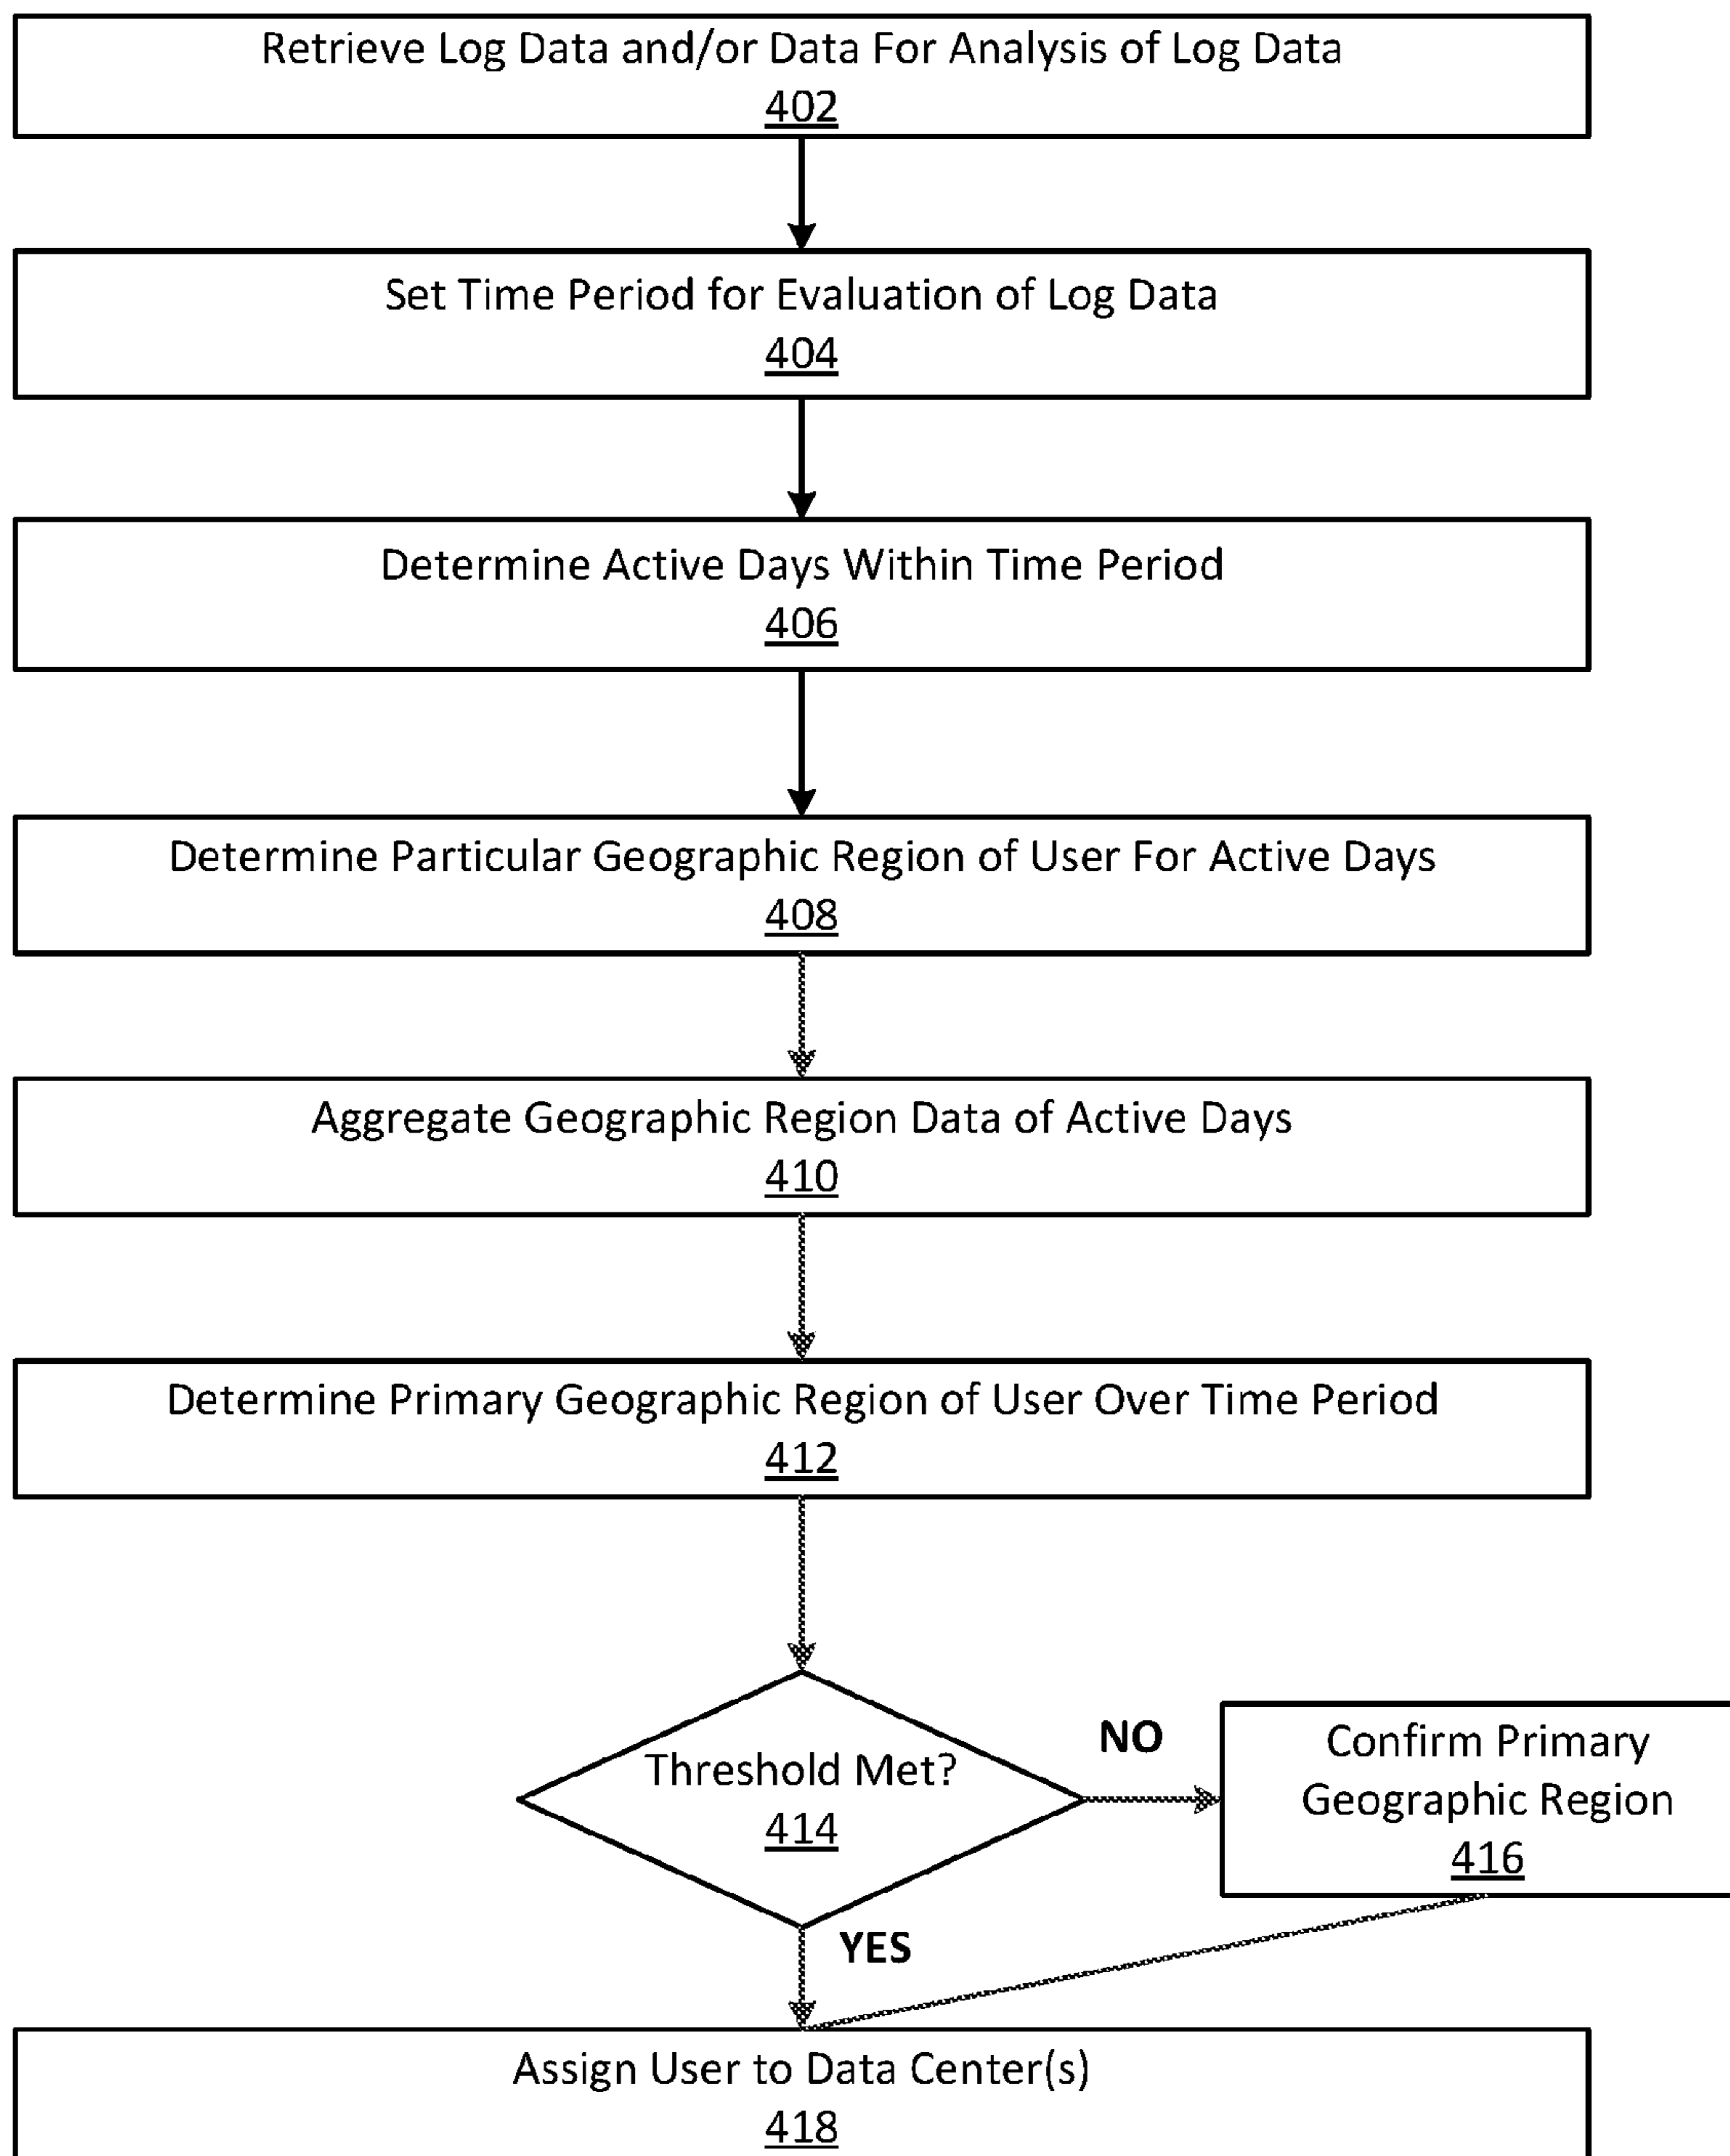 Retrieve Log Data and/or Data For Analysis of Log Data
402
Set Time Period for Evaluation of Log Data
404
Determine Active Days Within Time Period
406
Determine Particular Geographic Region of User For Active Days
408
Aggregate Geographic Region Data of Active Days
410
Determine Primary Geographic Region of User Over Time Period
412
Threshold Met?
414
NO
Confirm Primary
Geographic Region
416
YES
Assign User to Data Center(s)
418